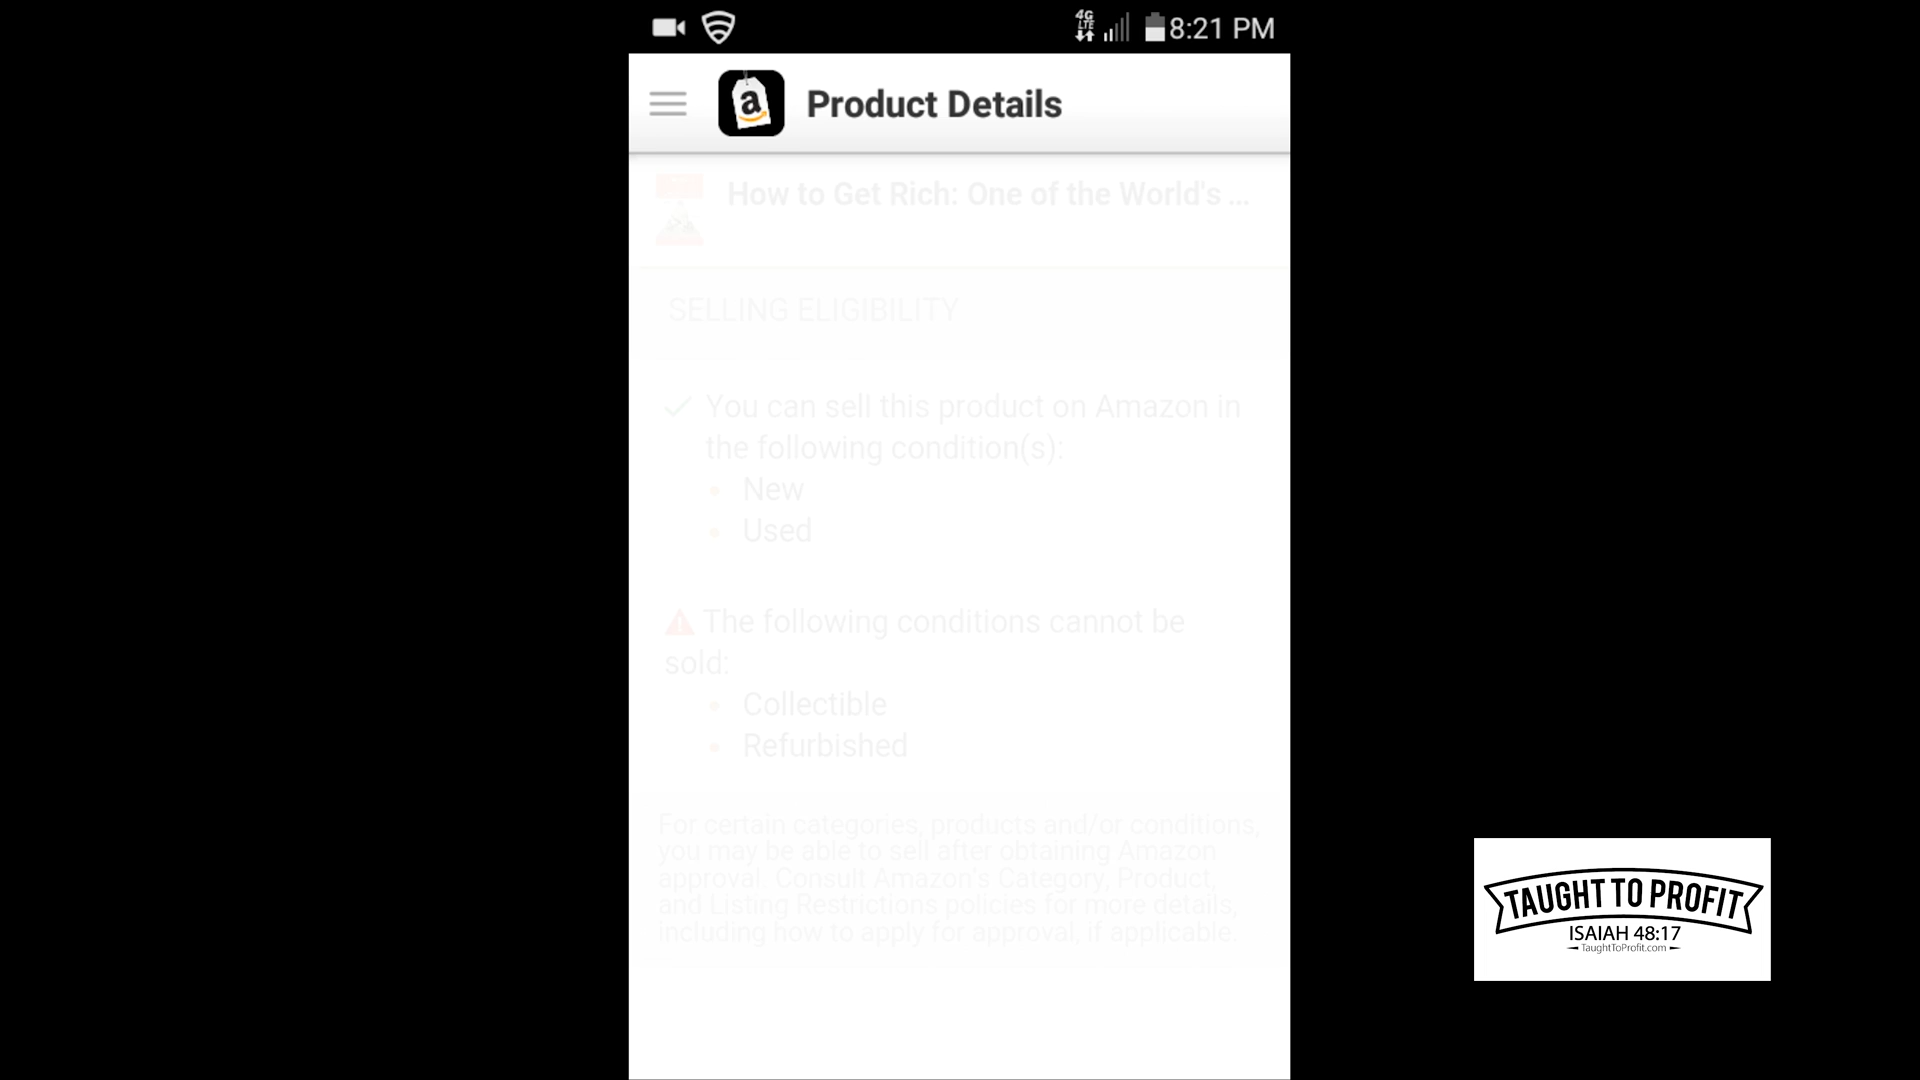 4G LTE 8:21 PM
a Product Details
How to Get Rich: One of the World's ...
SELLING ELIGIBILITY
You can sell this product on Amazon in
the following condition(s):
• New
• Used
The following conditions cannot be
sold:
• Collectible
• Refurbished
For certain categories, products and/or conditions,
you may be able to sell after obtaining Amazon
approval. Consult Amazon's Category, Product,
and Listing Restrictions policies for more details,
including how to apply for approval, if applicable.
TAUGHT TO PROFIT
ISAIAH 48:17
TaughtToProfit.com